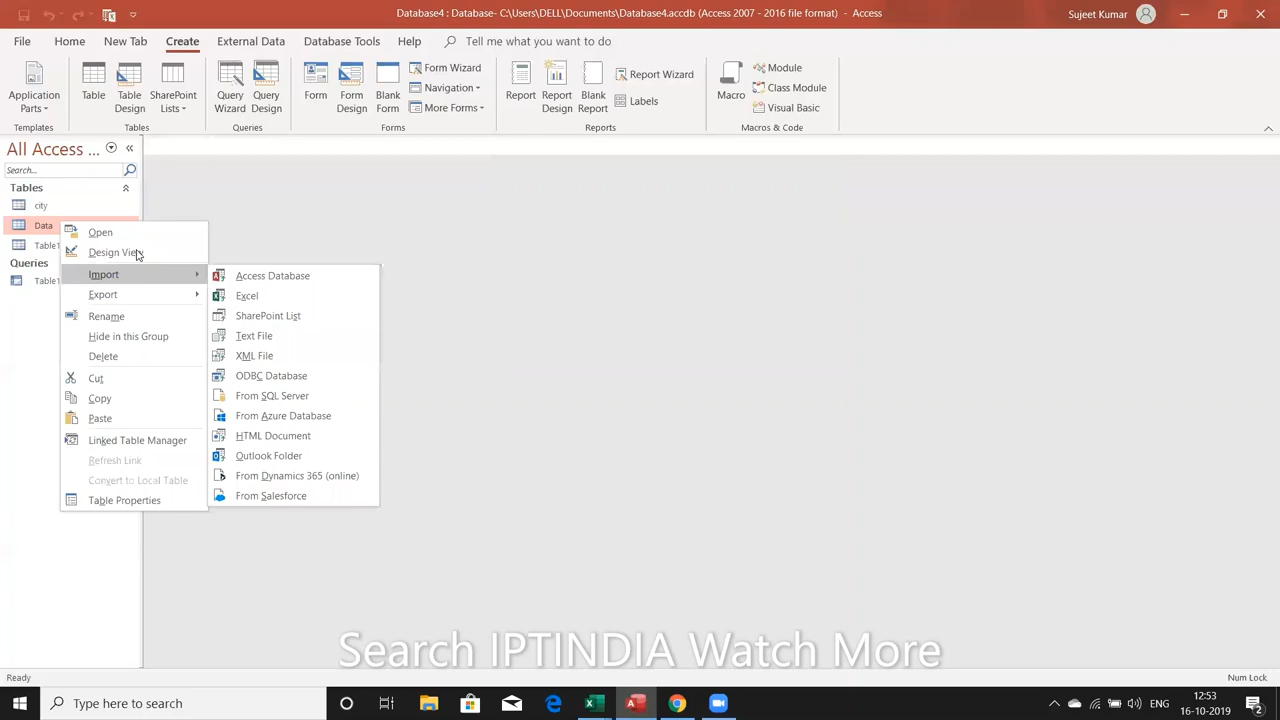 Database4 : Database- C:\Users\DELL\Documents\Database4.accdb (Access 2007 - 2016 file format) - Access
Sujeet Kumar
File Home New Tab Create External Data Database Tools Help Tell me what you want to do
Application Parts
Table
Table Design
SharePoint Lists
Query Wizard
Query Design
Form
Form Design
Blank Form
Form Wizard
Navigation
More Forms
Report
Report Design
Blank Report
Report Wizard
Labels
Macro
Module
Class Module
Visual Basic
Templates Tables Queries Forms Reports Macros & Code
All Access ...
Search...
Tables
city
Data
Table1
Queries
Table1
Open
Design View
Import
Export
Rename
Hide in this Group
Delete
Cut
Copy
Paste
Linked Table Manager
Refresh Link
Convert to Local Table
Table Properties
Access Database
Excel
SharePoint List
Text File
XML File
ODBC Database
From SQL Server
From Azure Database
HTML Document
Outlook Folder
From Dynamics 365 (online)
From Salesforce
Search IPTINDIA Watch More
Ready
Num Lock
Type here to search
ENG
12:53
16-10-2019
2